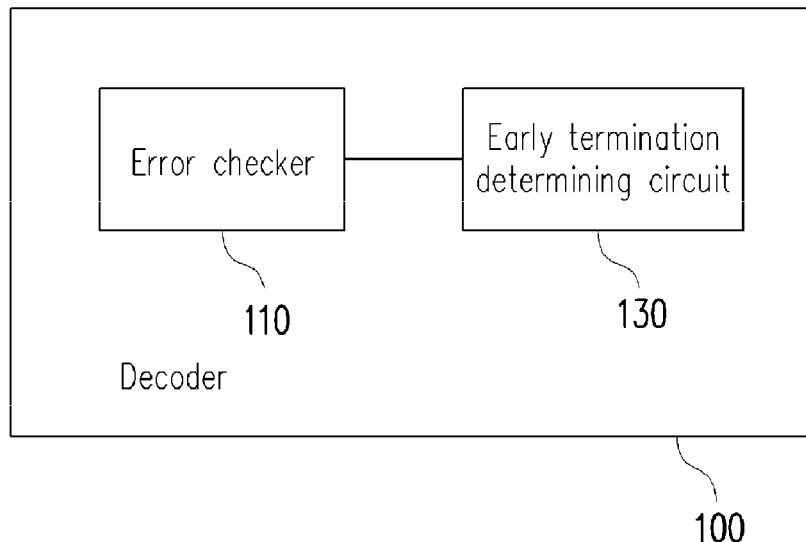 Error checker
Early termination
determining circuit
110
130
Decoder
100